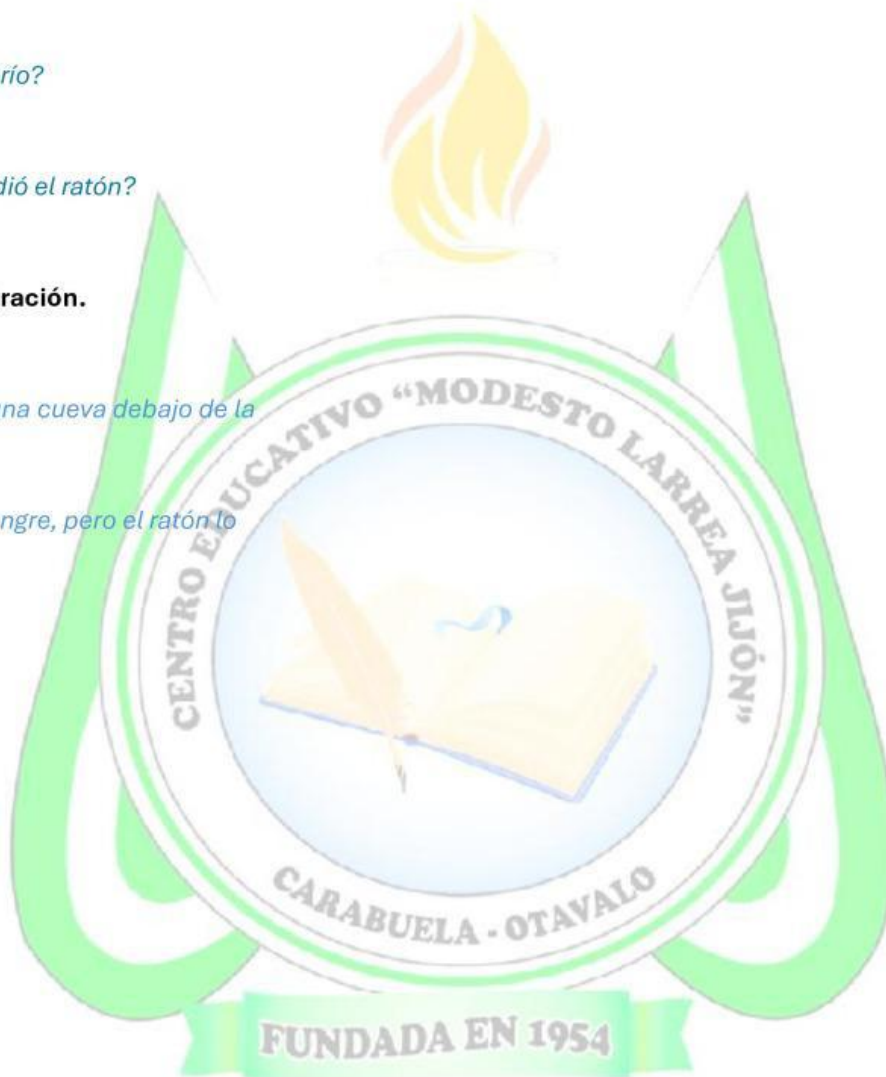 río?
dió el ratón?
ración.
na cueva debajo de la
ngre, pero el ratón lo
CENTRO EDUCATIVO “MODESTO LARREA JIJÓN”
CARABUELA - OTAVALO
FUNDADA EN 1954